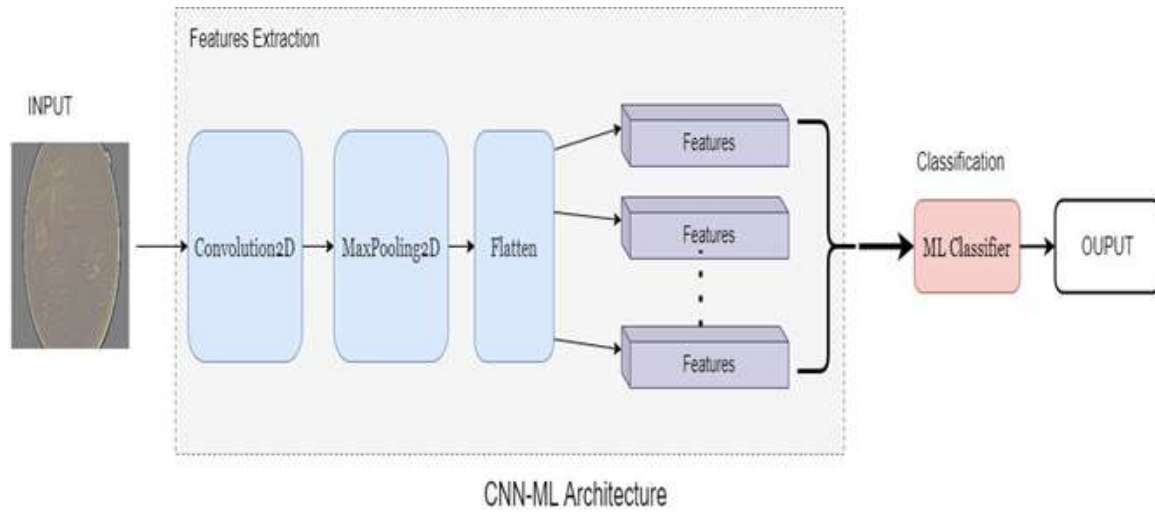 Features Extraction
INPUT
Features
Classification
Convolution2D
MaxPooling2D
Flatten
Features
ML Classifier
OUPUT
Features
CNN-ML Architecture